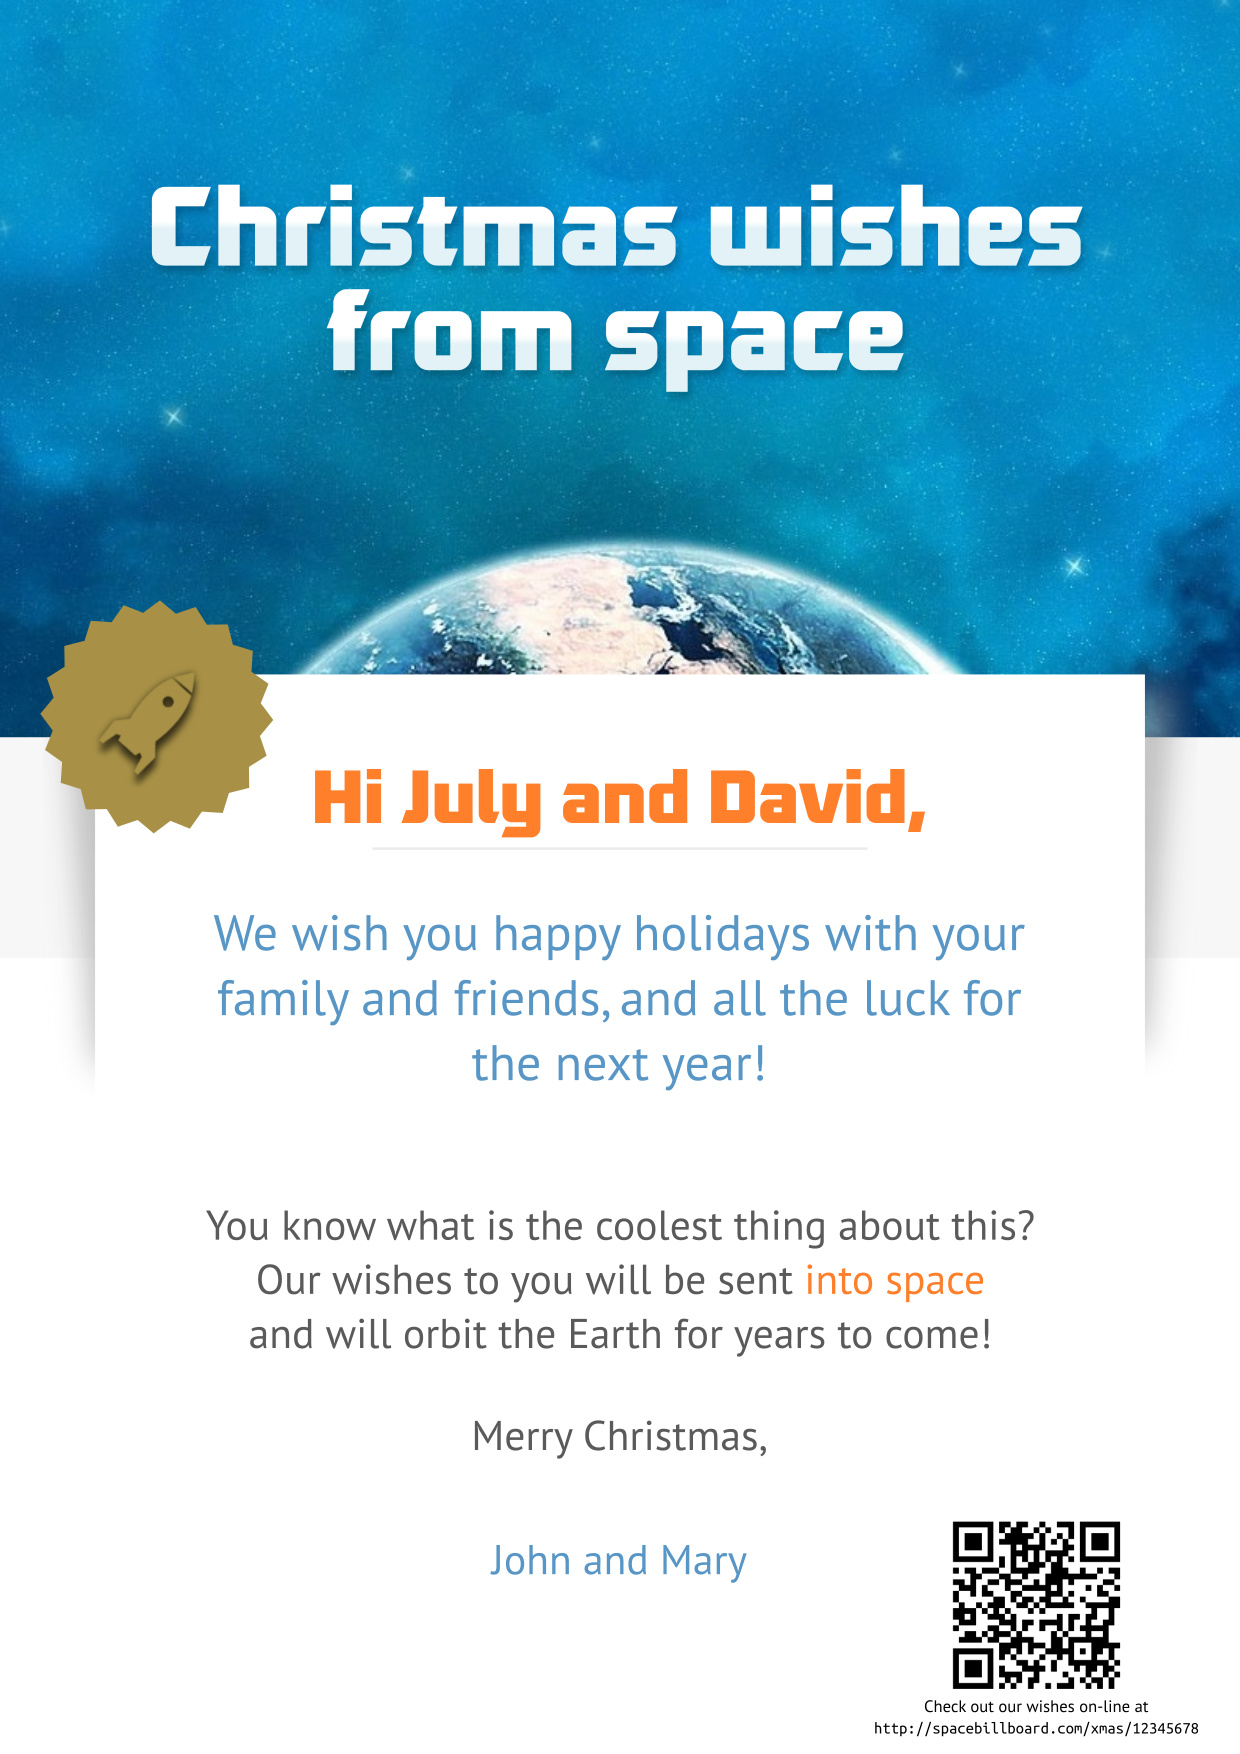 Christmas wishes
from space
Hi July and David,
We wish you happy holidays with your
family and friends, and all the luck for
the next year!
You know what is the coolest thing about this?
Our wishes to you will be sent into space
and will orbit the Earth for years to come!
Merry Christmas,
John and Mary
Check out our wishes on-line at
http://spacebillboard.com/xmas/12345678